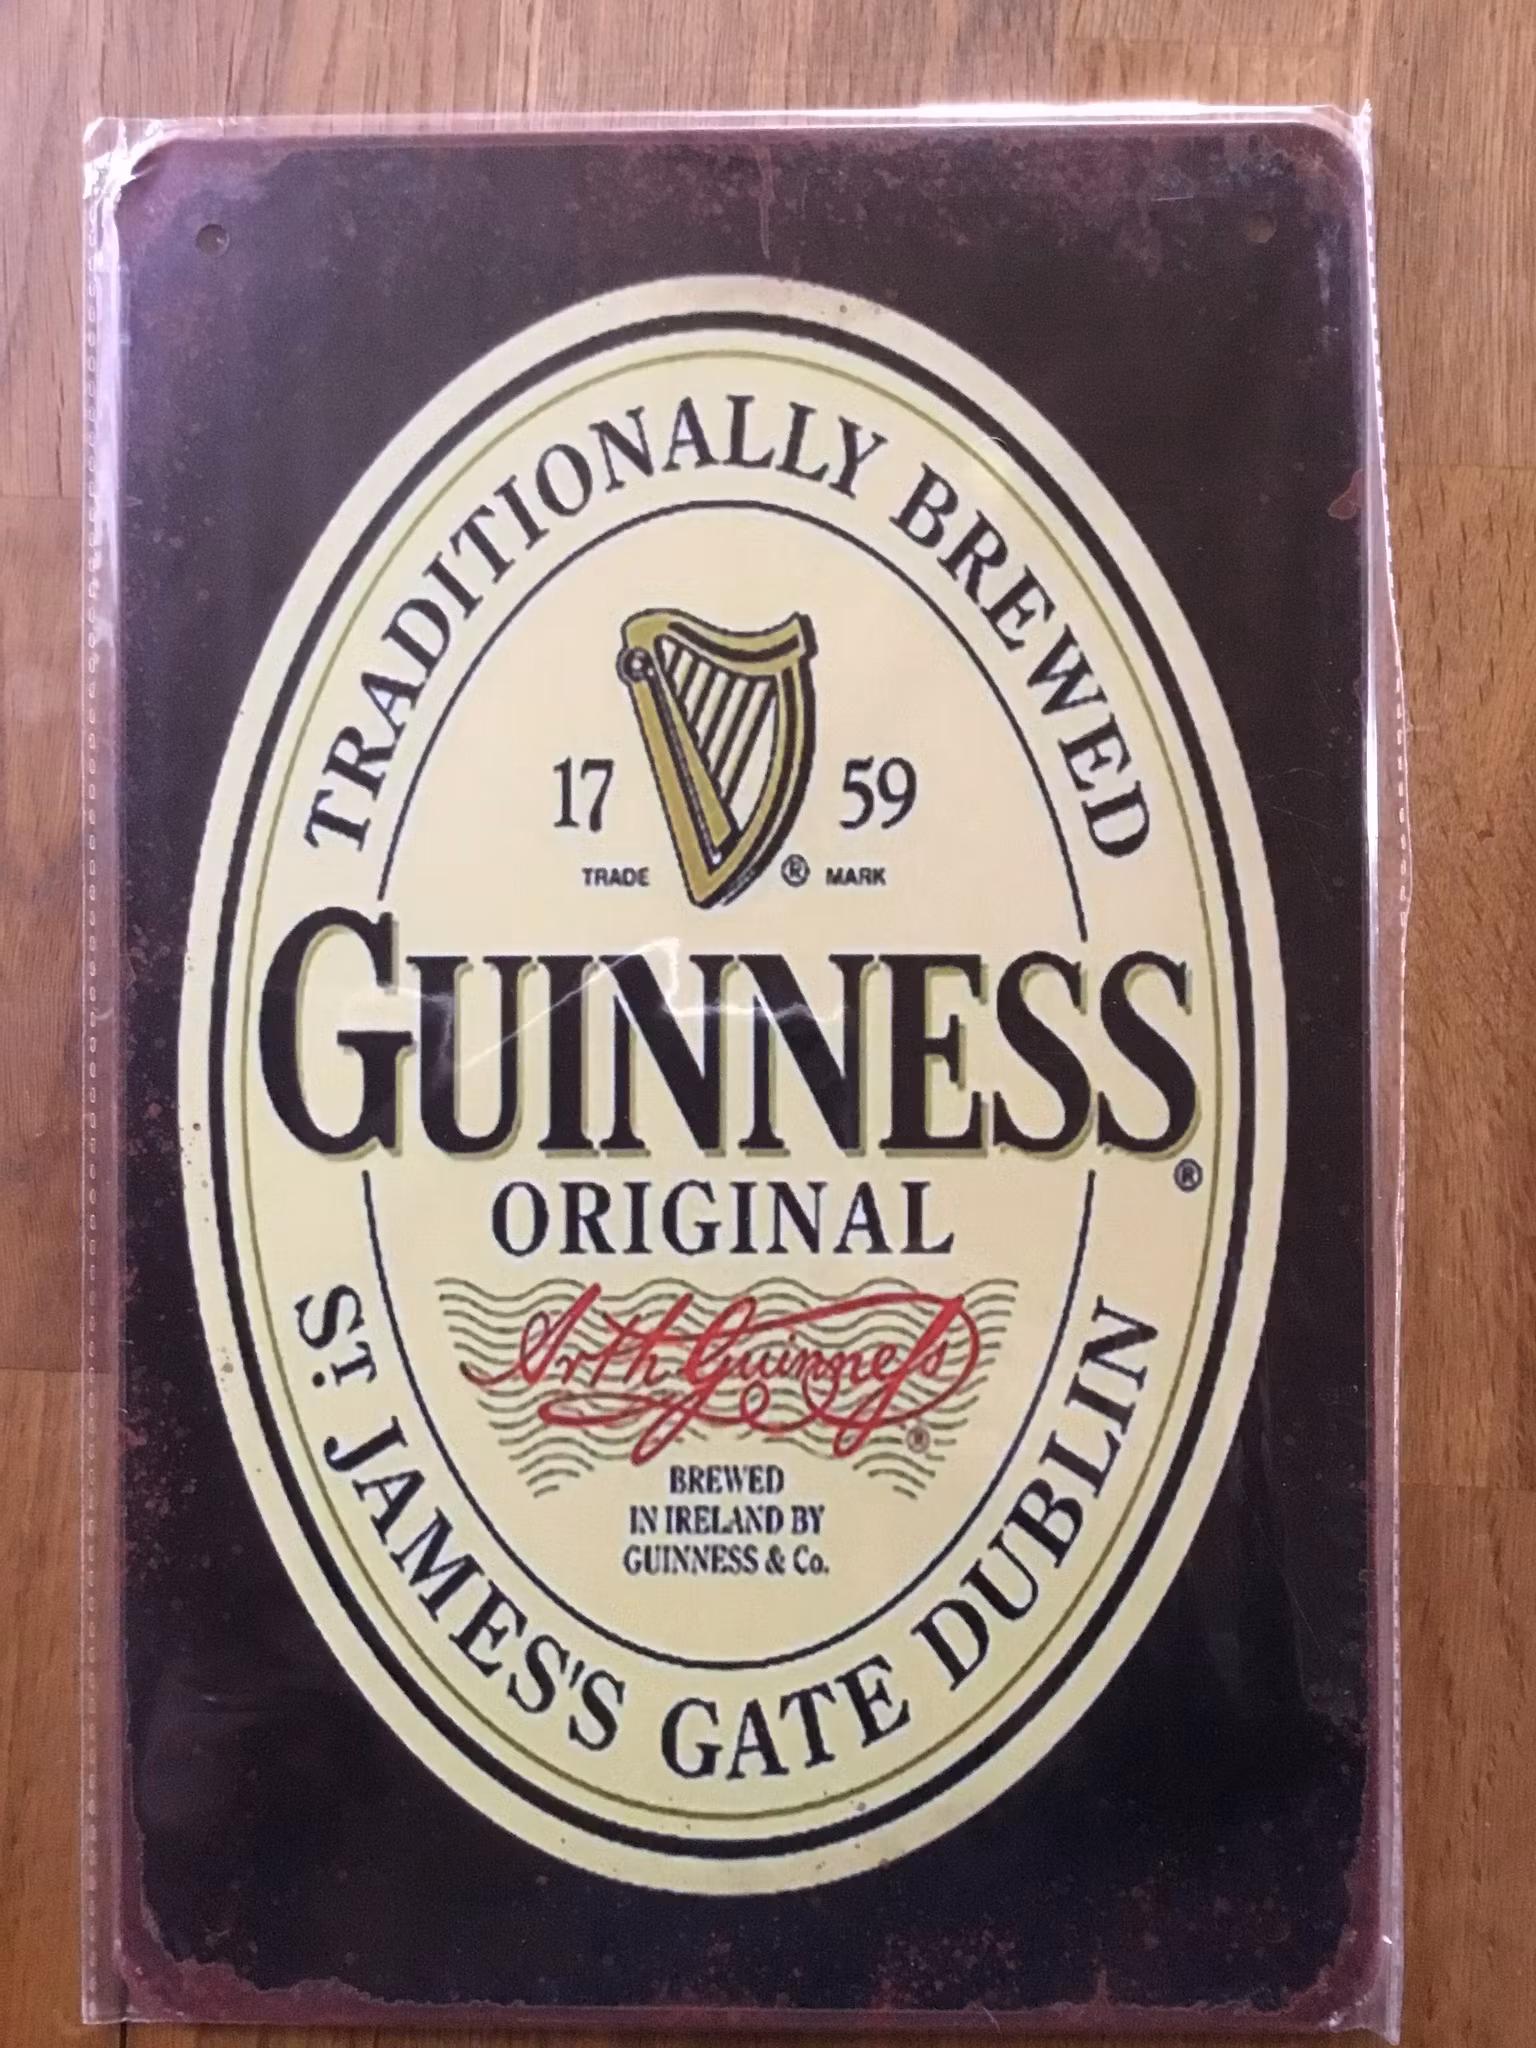 TRADITIONALLY BREWED
17 59
TRADE ® MARK
GUINNESS®
ORIGINAL
Arth Guinness ®
BREWED
IN IRELAND BY
GUINNESS & Co.
ST. JAMES'S GATE DUBLIN